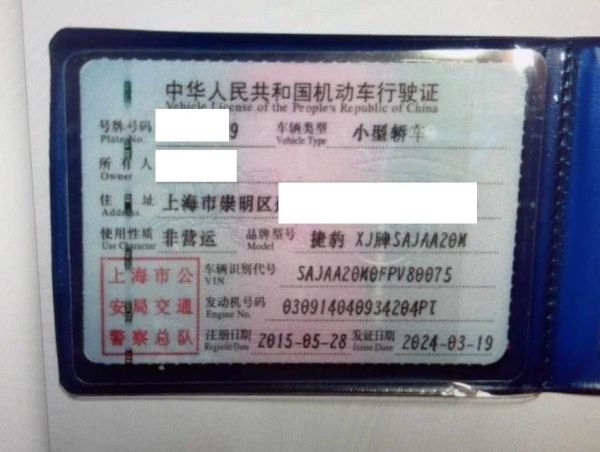 中华人民共和国机动车行驶证
Vehicle License of the People's Republic of China
号牌号码 9 车辆类型 小型轿车
Plate No. Vehicle Type
所有人
Owner
住址 上海市崇明区
Address
使用性质 非营运 品牌型号 捷豹 XJ牌SAJAA20M
Use Character Model
上海市公
安局交通
警察总队
车辆识别代号 SAJAA20M0FPV80075
VIN
发动机号码 030914040934204PT
Engine No.
注册日期 2015-05-28 发证日期 2024-03-19
Register Date Issue Date